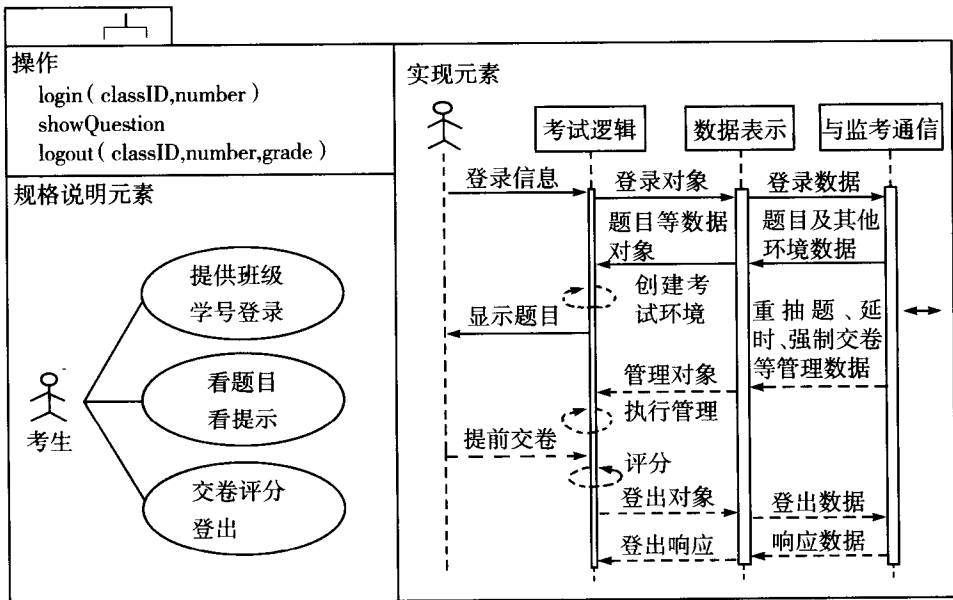 操作
login ( classID,number )
showQuestion
logout ( classID,number,grade )
规格说明元素
提供班级
学号登录
看题目
看提示
考生
交卷评分
登出
实现元素
考试逻辑
数据表示
与监考通信
登录信息
登录对象
登录数据
题目等数据
对象
题目及其他
环境数据
创建考
试环境
显示题目
重抽题、延
时、强制交卷
等管理数据
管理对象
执行管理
提前交卷
评分
登出对象
登出数据
登出响应
响应数据